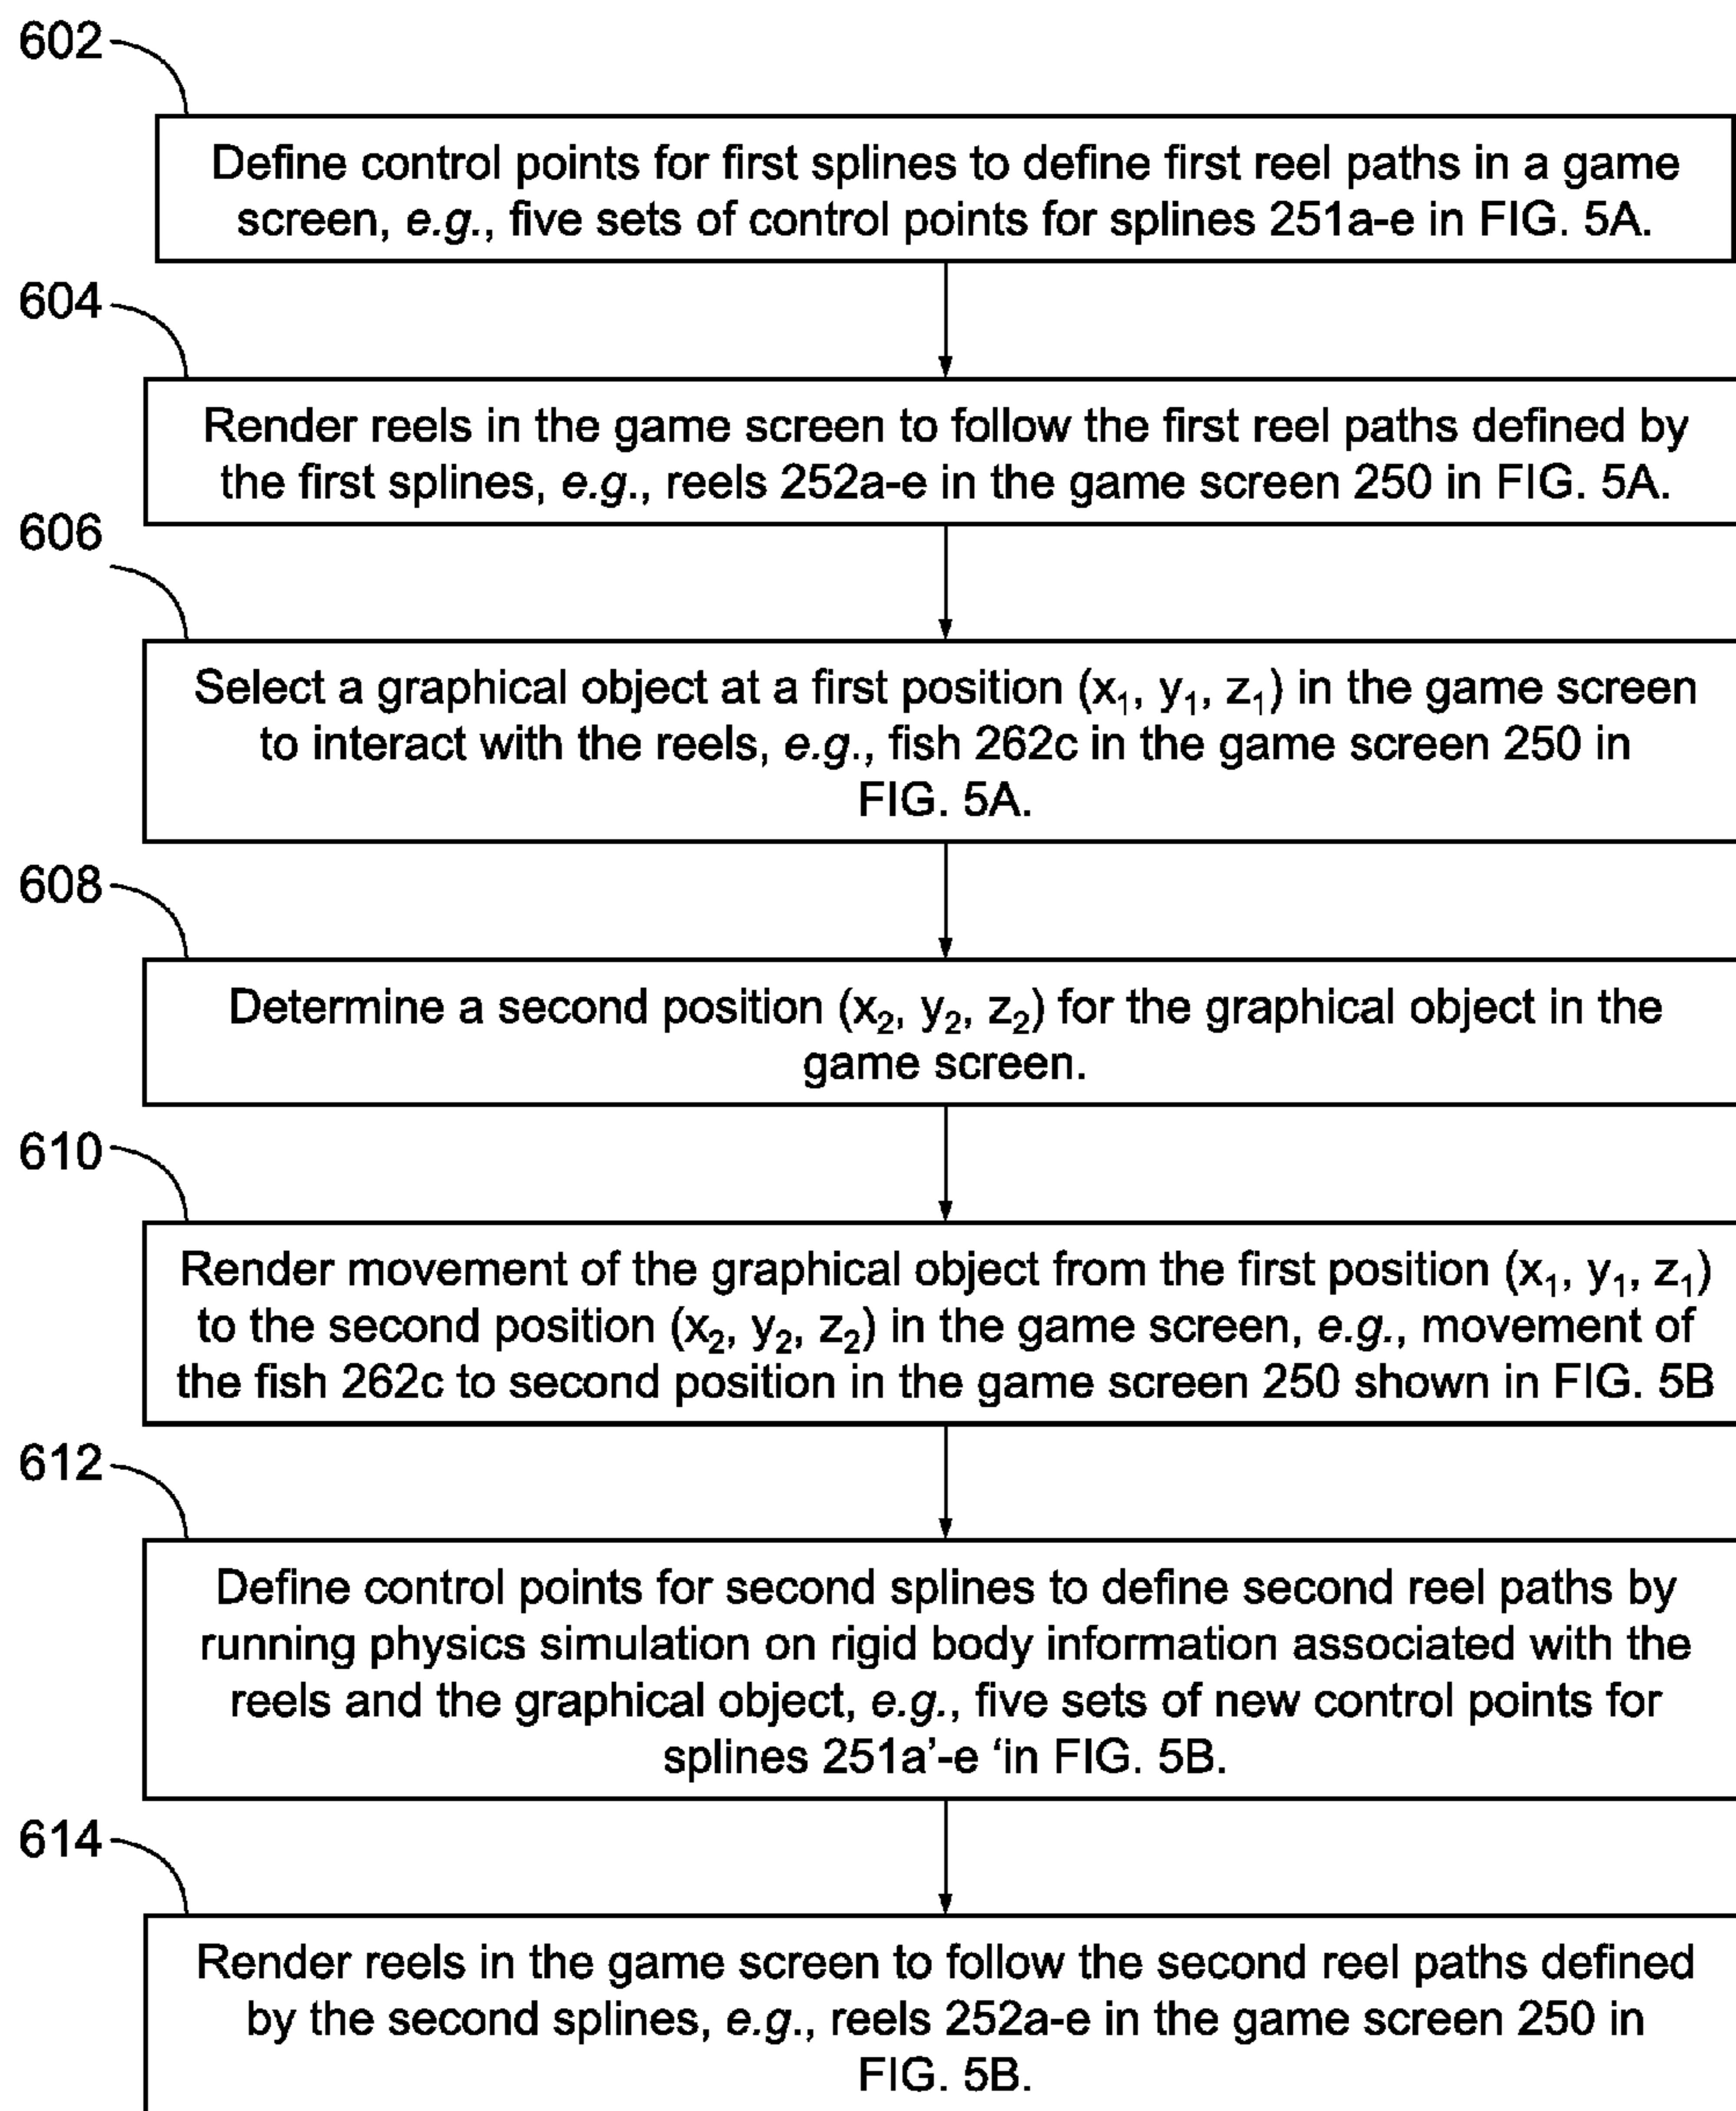 602
Define control points for first splines to define first reel paths in a game
screen, e.g., five sets of control points for splines 251a-e in FIG. 5A.
604
Render reels in the game screen to follow the first reel paths defined by
the first splines, e.g., reels 252a-e in the game screen 250 in FIG. 5A.
606
Select a graphical object at a first position (x₁, y₁, z₁) in the game screen
to interact with the reels, e.g., fish 262c in the game screen 250 in
FIG. 5A.
608
Determine a second position (x₂, y₂, z₂) for the graphical object in the
game screen.
610
Render movement of the graphical object from the first position (x₁, y₁, z₁)
to the second position (x₂, y₂, z₂) in the game screen, e.g., movement of
the fish 262c to second position in the game screen 250 shown in FIG. 5B
612
Define control points for second splines to define second reel paths by
running physics simulation on rigid body information associated with the
reels and the graphical object, e.g., five sets of new control points for
splines 251a’-e ‘in FIG. 5B.
614
Render reels in the game screen to follow the second reel paths defined
by the second splines, e.g., reels 252a-e in the game screen 250 in
FIG. 5B.